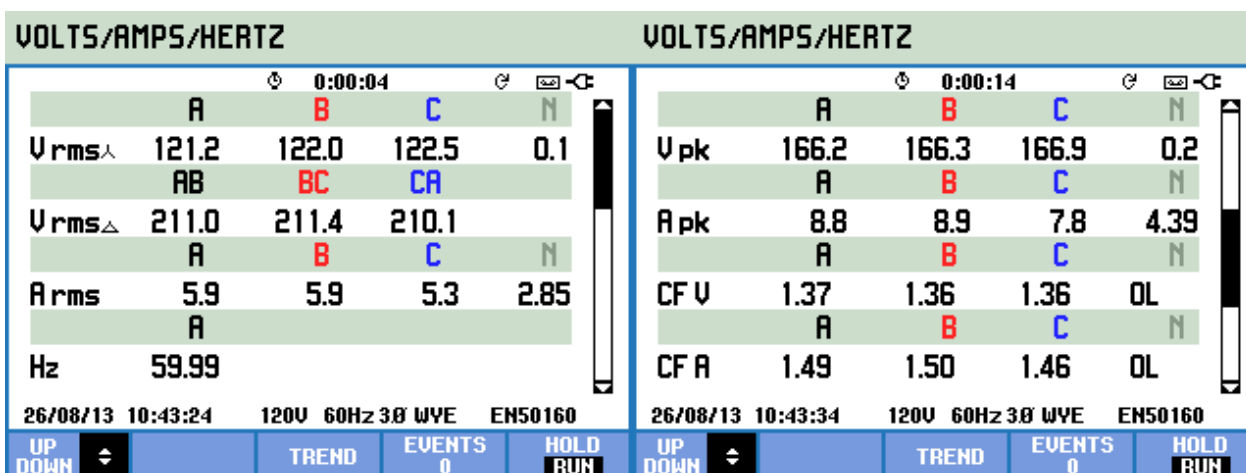 VOLTS/AMPS/HERTZ
0:00:04
A B C N
V rms 121.2 122.0 122.5 0.1
AB BC CA
V rms 211.0 211.4 210.1
A B C N
A rms 5.9 5.9 5.3 2.85
A
Hz 59.99
26/08/13 10:43:24 120V 60Hz 3Ø WYE EN50160
UP DOWN TREND EVENTS 0 HOLD RUN
VOLTS/AMPS/HERTZ
0:00:14
A B C N
V pk 166.2 166.3 166.9 0.2
A B C N
A pk 8.8 8.9 7.8 4.39
A B C N
CF V 1.37 1.36 1.36 OL
A B C N
CF A 1.49 1.50 1.46 OL
26/08/13 10:43:34 120V 60Hz 3Ø WYE EN50160
UP DOWN TREND EVENTS 0 HOLD RUN